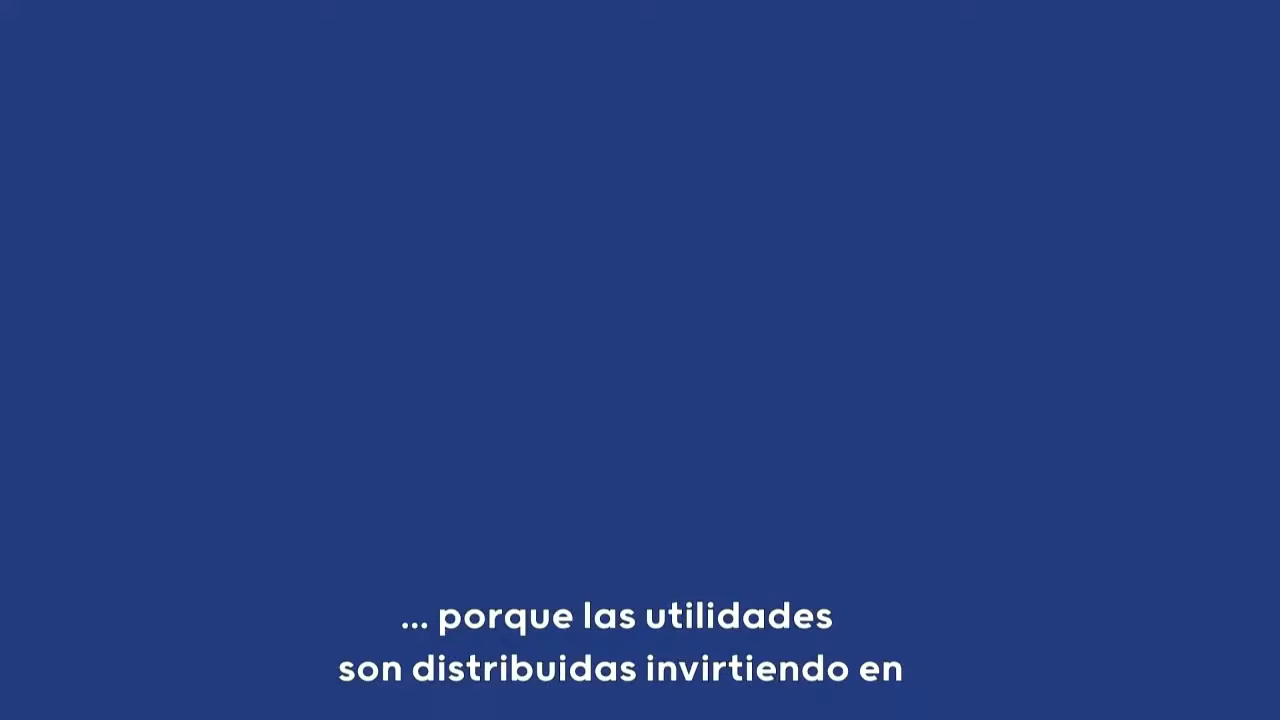 ... porque las utilidades
son distribuidas invirtiendo en